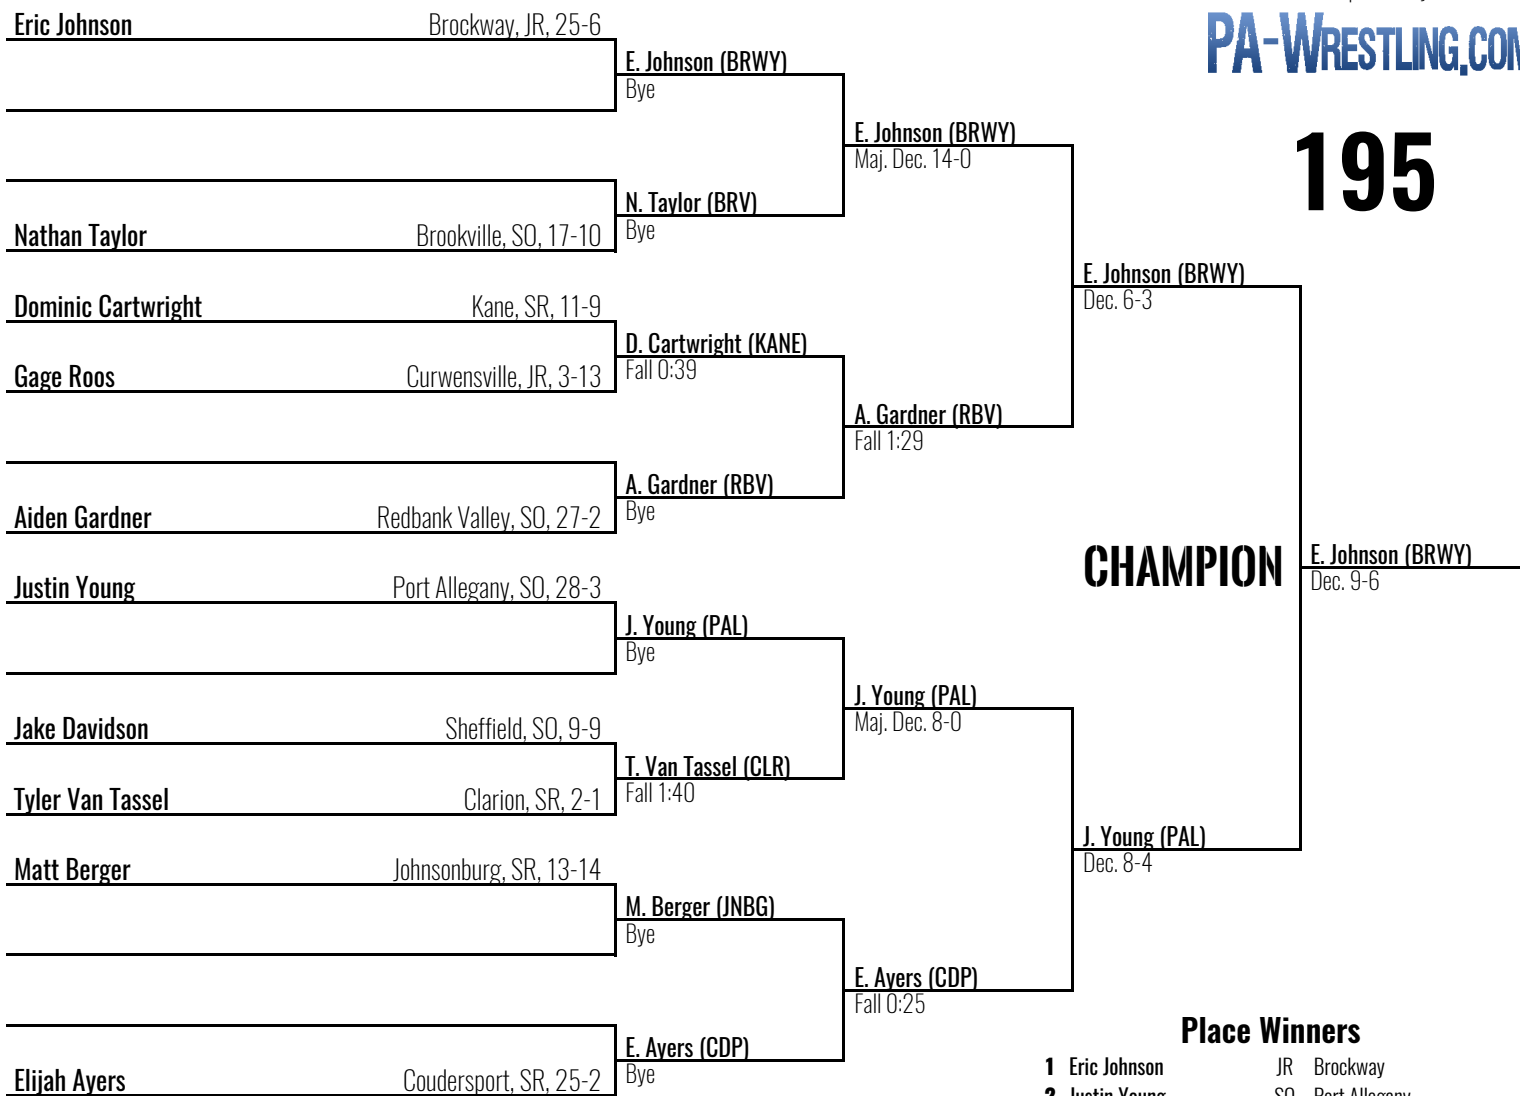 PA-WRESTLING.COM
195
Eric Johnson Brockway, JR, 25-6
E. Johnson (BRWY)
Bye
E. Johnson (BRWY)
Maj. Dec. 14-0
N. Taylor (BRV)
Bye
Nathan Taylor Brookville, SO, 17-10
E. Johnson (BRWY)
Dec. 6-3
Dominic Cartwright Kane, SR, 11-9
D. Cartwright (KANE)
Fall 0:39
Gage Roos Curwensville, JR, 3-13
A. Gardner (RBV)
Fall 1:29
A. Gardner (RBV)
Bye
Aiden Gardner Redbank Valley, SO, 27-2
CHAMPION E. Johnson (BRWY)
Dec. 9-6
Justin Young Port Allegany, SO, 28-3
J. Young (PAL)
Bye
J. Young (PAL)
Maj. Dec. 8-0
Jake Davidson Sheffield, SO, 9-9
T. Van Tassel (CLR)
Fall 1:40
Tyler Van Tassel Clarion, SR, 2-1
J. Young (PAL)
Dec. 8-4
Matt Berger Johnsonburg, SR, 13-14
M. Berger (JNBG)
Bye
E. Ayers (CDP)
Fall 0:25
E. Ayers (CDP)
Bye
Elijah Ayers Coudersport, SR, 25-2
Place Winners
1 Eric Johnson JR Brockway
2 Justin Young SO Port Allegany